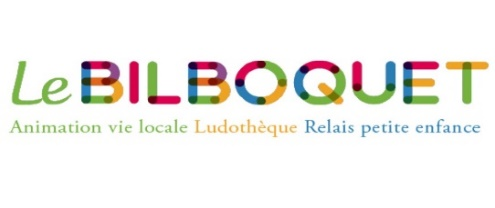 Le BILBOQUET
Animation vie locale Ludothèque Relais petite enfance